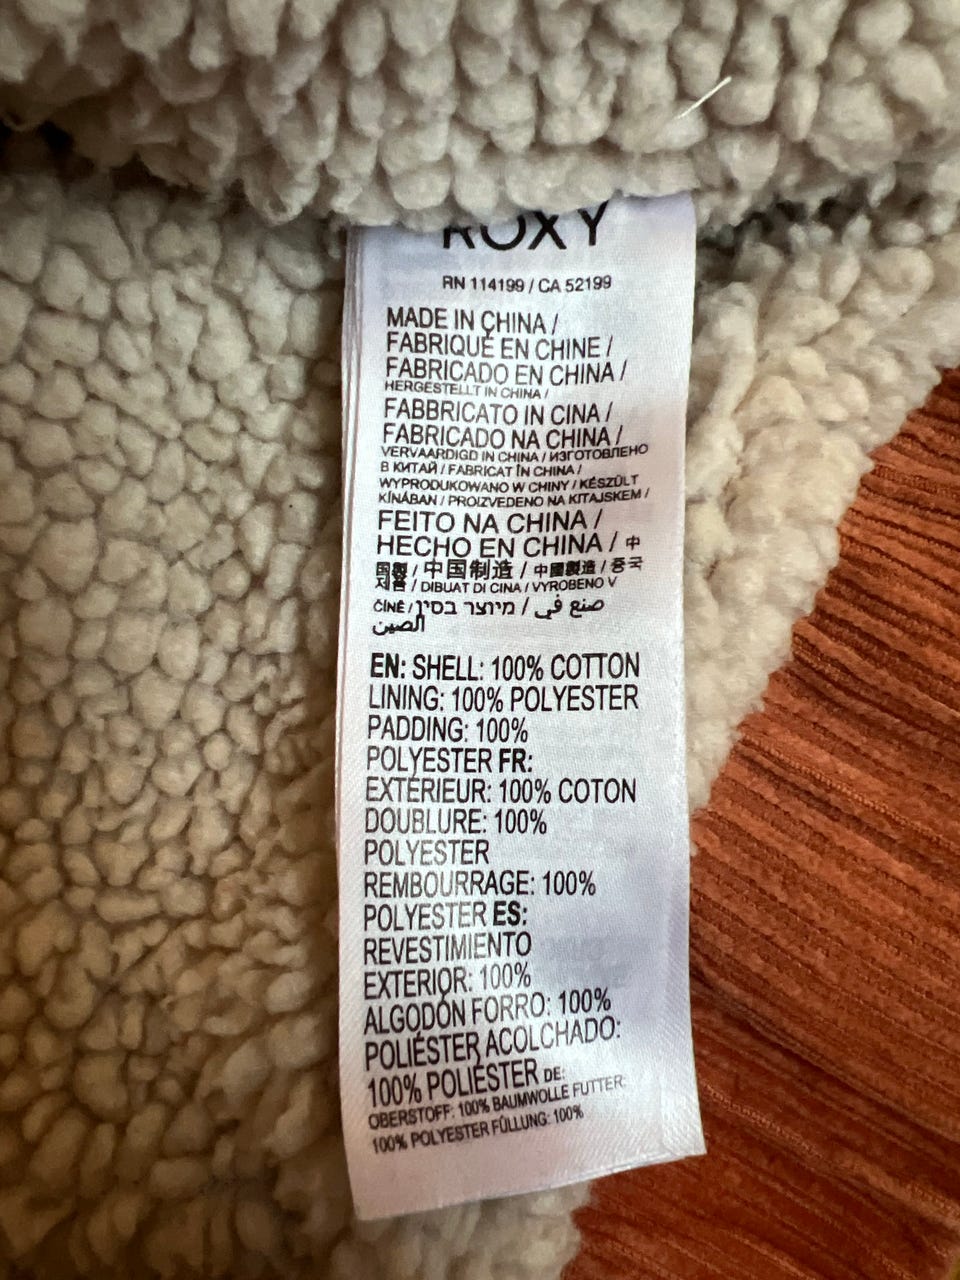 ROXY
RN 114199 / CA 52199
MADE IN CHINA /
FABRIQUÉ EN CHINE /
FABRICADO EN CHINA /
HERGESTELLT IN CHINA /
FABBRICATO IN CINA /
FABRICADO NA CHINA /
VERVAARDIGD IN CHINA / ИЗГОТОВЛЕНО
В КИТАЙ / FABRICAT ÎN CHINA /
WYPRODUKOWANO W CHINY / KÉSZÜLT
KÍNÁBAN / PROIZVEDENO NA KITAJSKEM /
FEITO NA CHINA /
HECHO EN CHINA / 中
国製 / 中国制造 / 中國製造 / 중국
제품 / DIBUAT DI CINA / VYROBENO V
ČÍNĚ / מיוצר בסין / صنع في
الصين
EN: SHELL: 100% COTTON
LINING: 100% POLYESTER
PADDING: 100%
POLYESTER FR:
EXTÉRIEUR: 100% COTON
DOUBLURE: 100%
POLYESTER
REMBOURRAGE: 100%
POLYESTER ES:
REVESTIMIENTO
EXTERIOR: 100%
ALGODÓN FORRO: 100%
POLIÉSTER ACOLCHADO:
100% POLIÉSTER DE:
OBERSTOFF: 100% BAUMWOLLE FUTTER:
100% POLYESTER FÜLLUNG: 100%